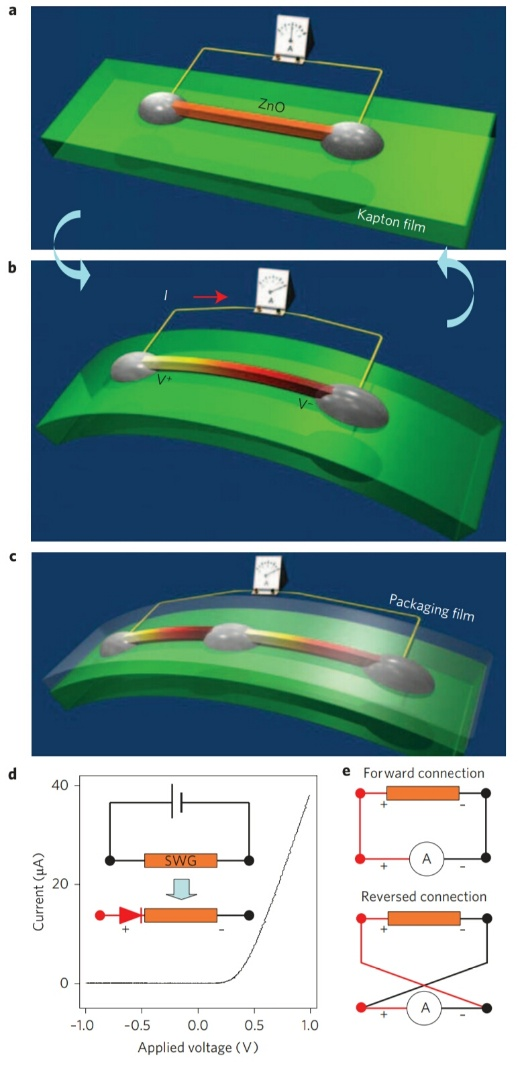 a
A
ZnO
Kapton film
b
I
V+
V−
c
Packaging film
d
40
20
0
Current (μA)
SWG
+ -
-1.0 -0.5 0.0 0.5 1.0
Applied voltage (V)
e
Forward connection
+ -
+ A -
Reversed connection
+ -
+ A -